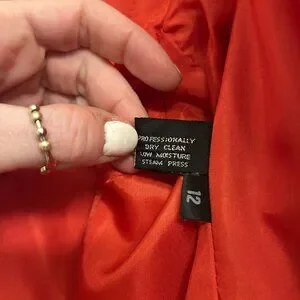 PROFESSIONALLY
DRY CLEAN
LOW MOISTURE
STEAM PRESS
12